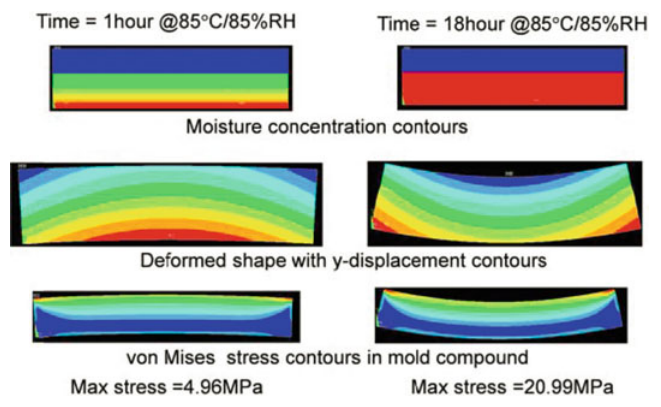 Time = 1hour @85°C/85%RH
Time = 18hour @85°C/85%RH
Moisture concentration contours
Deformed shape with y-displacement contours
von Mises stress contours in mold compound
Max stress =4.96MPa
Max stress =20.99MPa